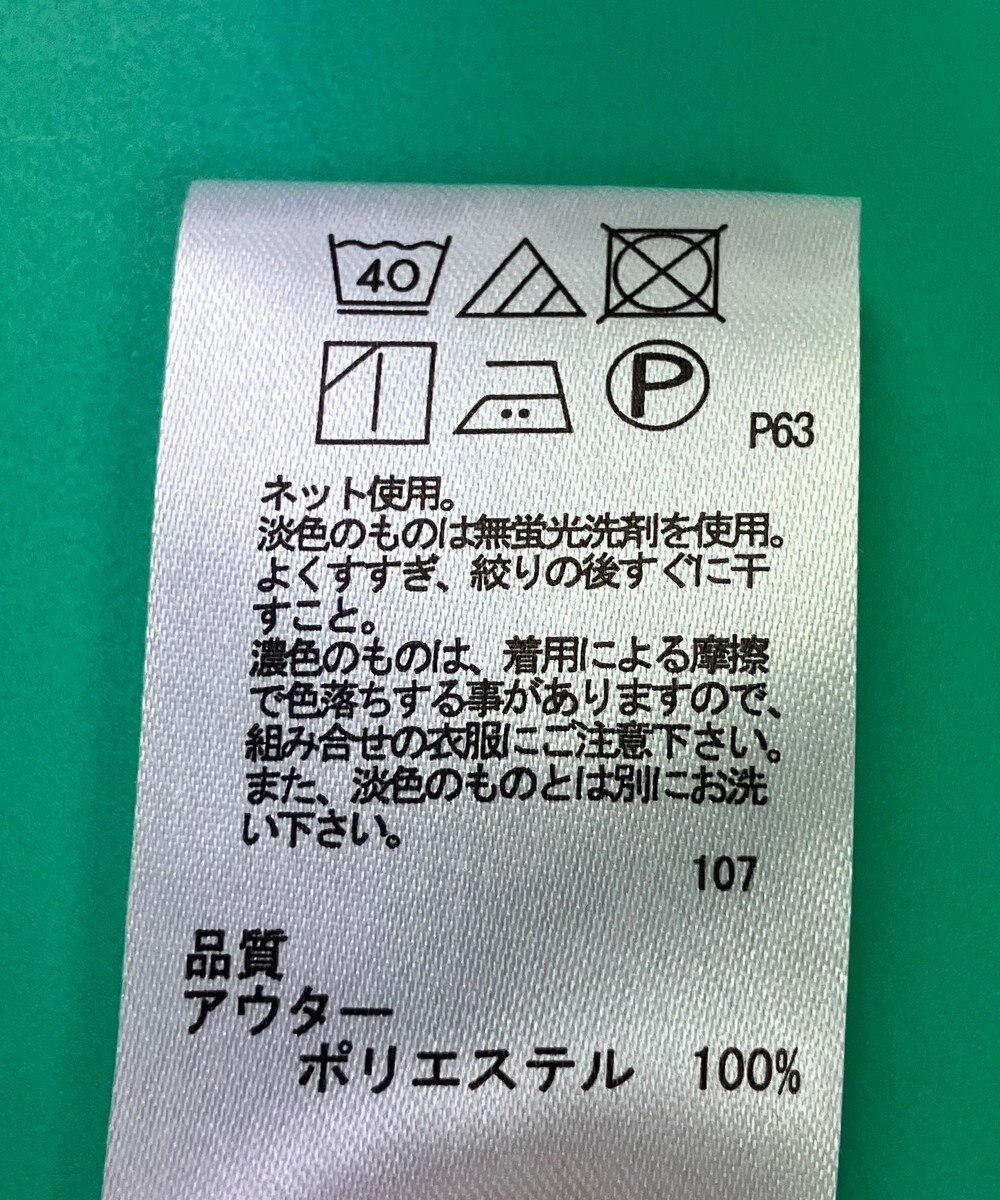 40
P
P63
ネット使用。
淡色のものは無蛍光洗剤を使用。
よくすすぎ、絞りの後すぐに干
すこと。
濃色のものは、着用による摩擦
で色落ちする事がありますので、
組み合せの衣服にご注意下さい。
また、淡色のものとは別にお洗
い下さい。
107
品質
アウター
ポリエステル 100%